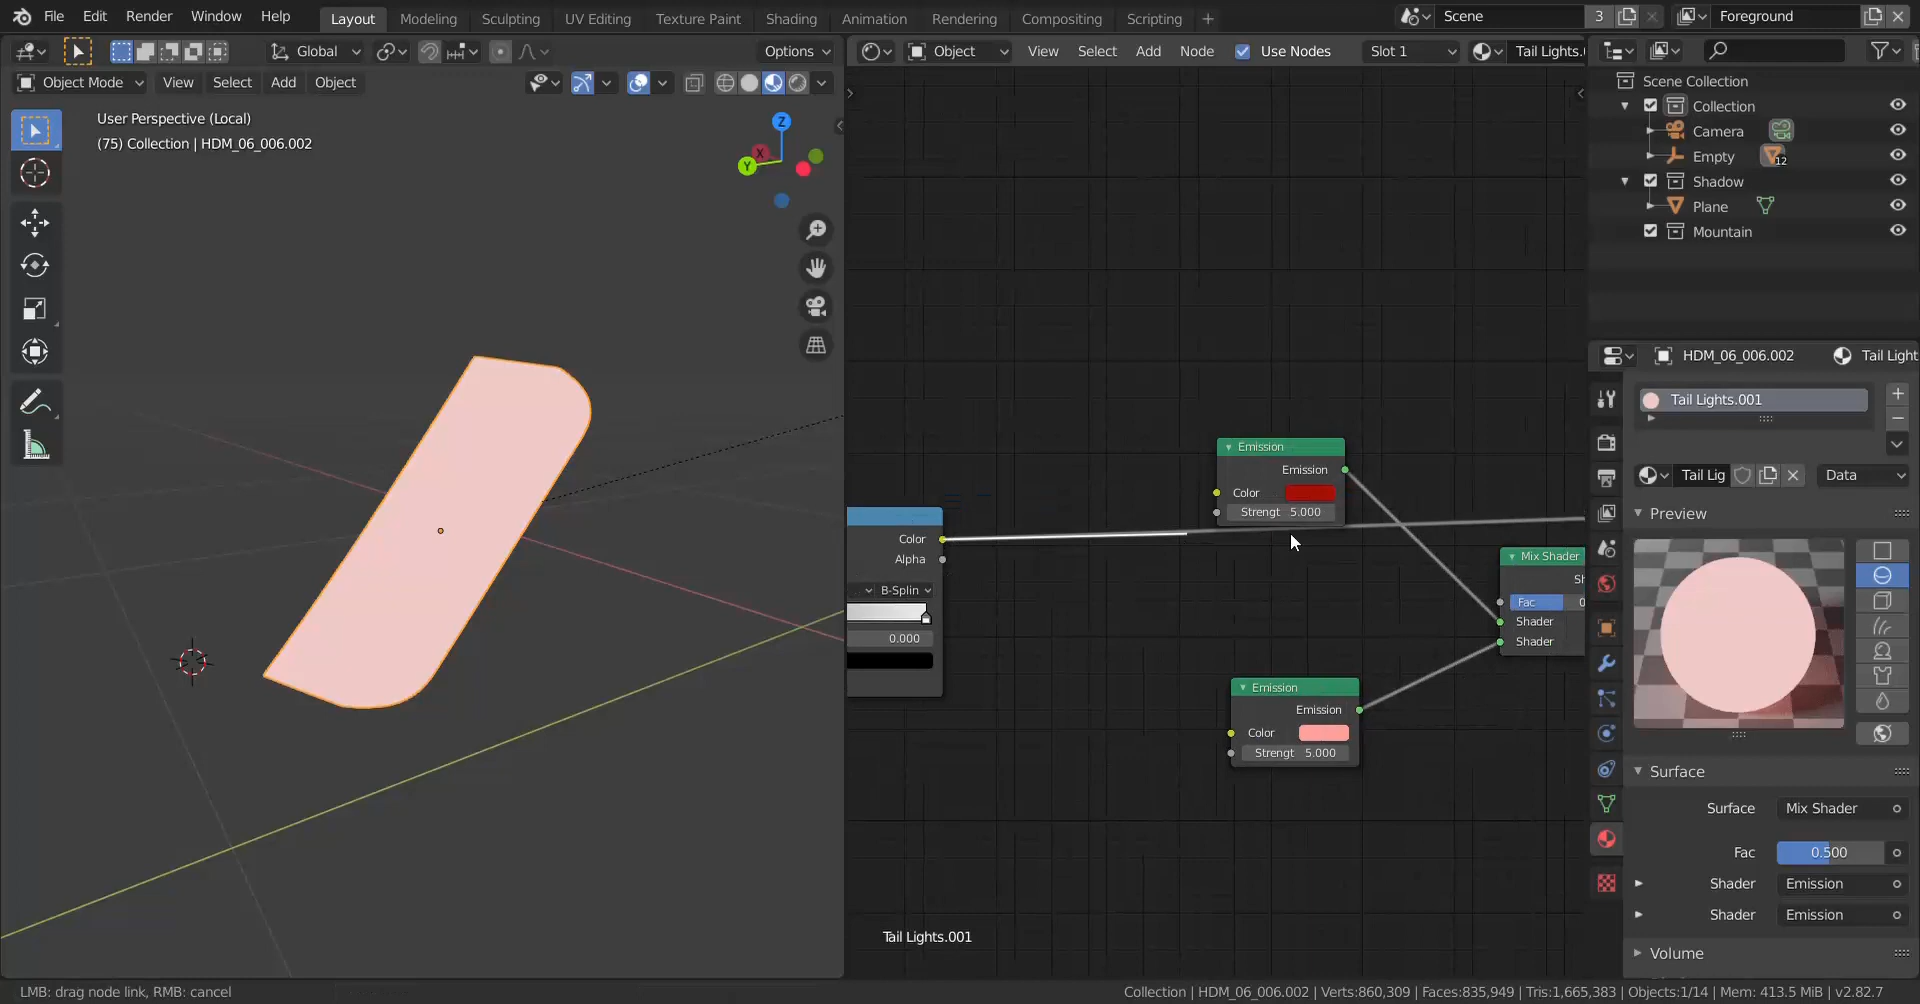 File Edit Render Window Help Layout Modeling Sculpting UV Editing Texture Paint Shading Animation Rendering Compositing Scripting + Scene 3 Foreground
Global Options
Object View Select Add Node Use Nodes Slot 1 Tail Lights.
Object Mode View Select Add Object
User Perspective (Local)
(75) Collection | HDM_06_006.002
Z
X
Y
Color
Alpha
B-Splin
0.000
Emission
Emission
Color
Strengt 5.000
Mix Shader
Sh
Fac 0
Shader
Shader
Emission
Emission
Color
Strengt 5.000
Tail Lights.001
Scene Collection
Collection
Camera
Empty 12
Shadow
Plane
Mountain
HDM_06_006.002 Tail Light
Tail Lights.001
Tail Lig Data
Preview
Surface
Surface Mix Shader
Fac 0.500
Shader Emission
Shader Emission
Volume
LMB: drag node link, RMB: cancel
Collection | HDM_06_006.002 | Verts:860,309 | Faces:835,949 | Tris:1,665,383 | Objects:1/14 | Mem: 413.5 MiB | v2.82.7